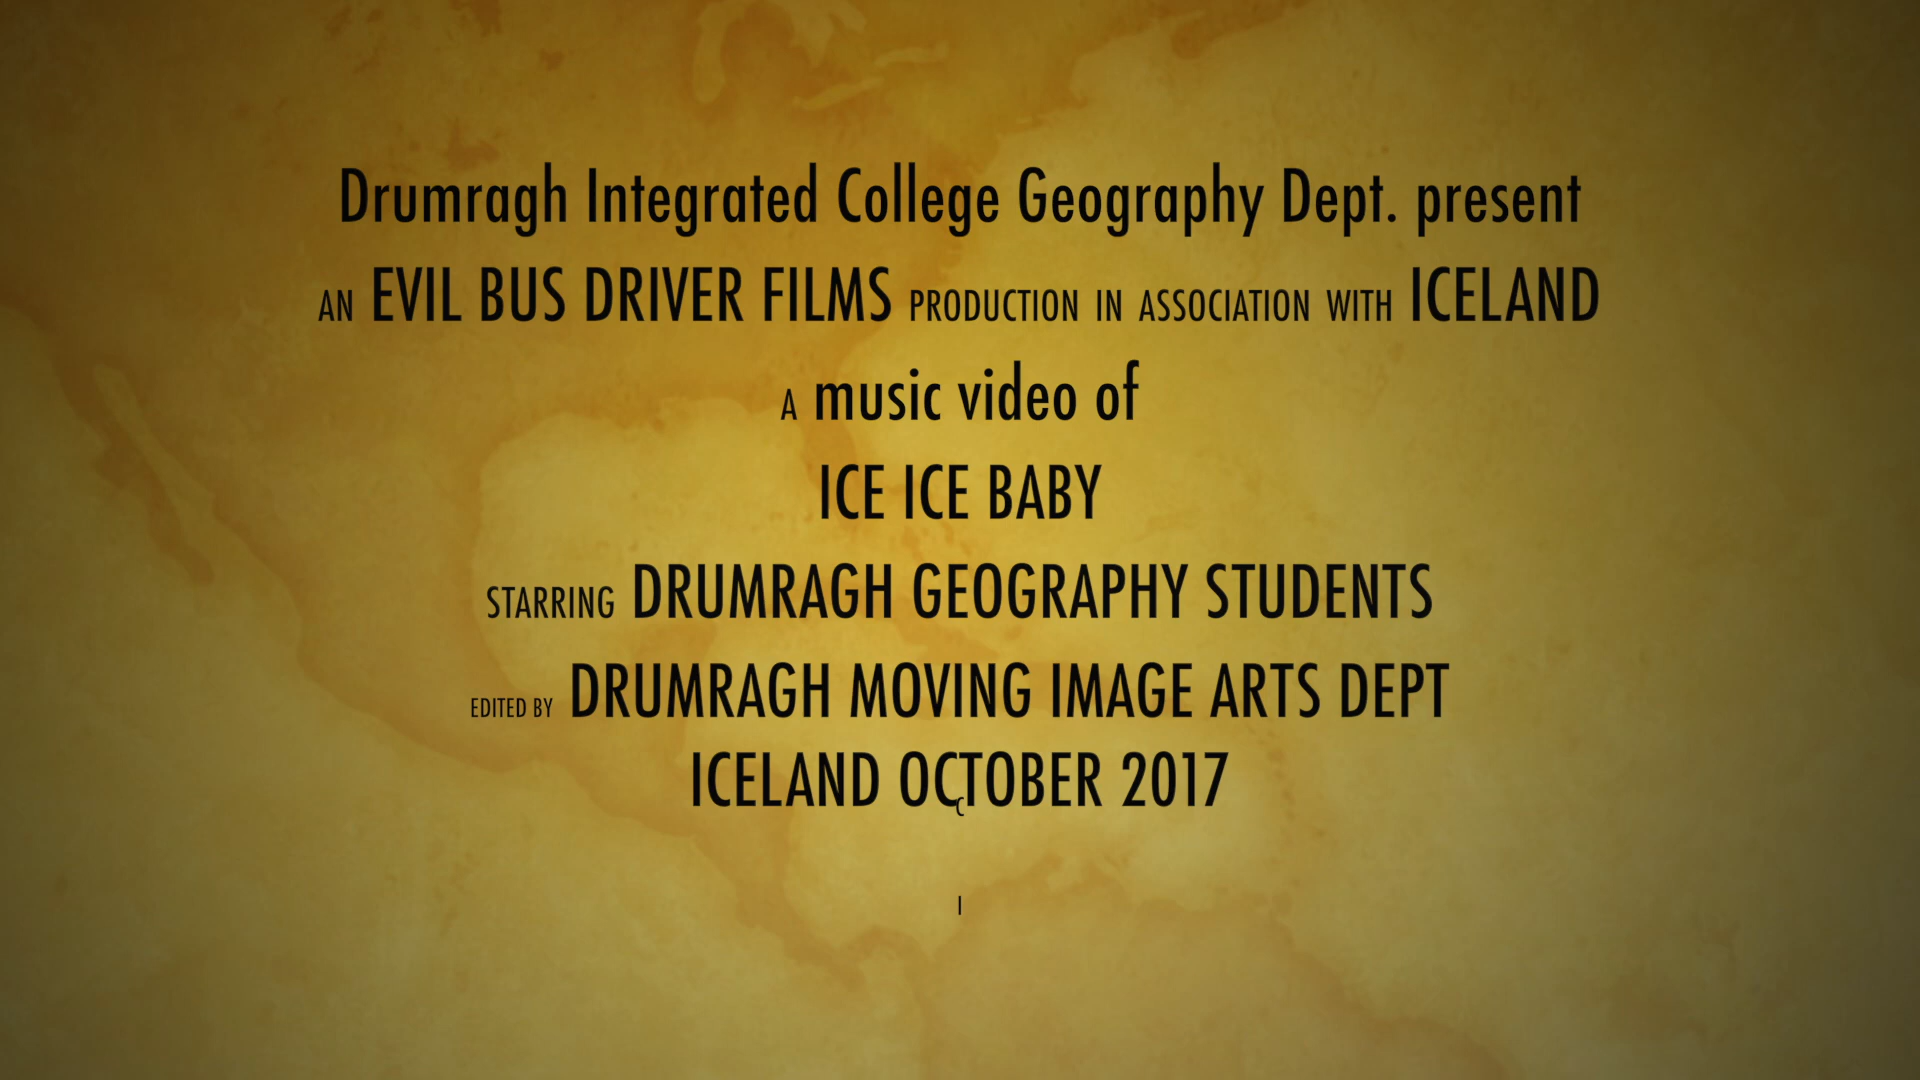 Drumragh Integrated College Geography Dept. present
AN EVIL BUS DRIVER FILMS PRODUCTION IN ASSOCIATION WITH ICELAND
A music video of
ICE ICE BABY
STARRING DRUMRAGH GEOGRAPHY STUDENTS
EDITED BY DRUMRAGH MOVING IMAGE ARTS DEPT
ICELAND OCTOBER 2017
C
I